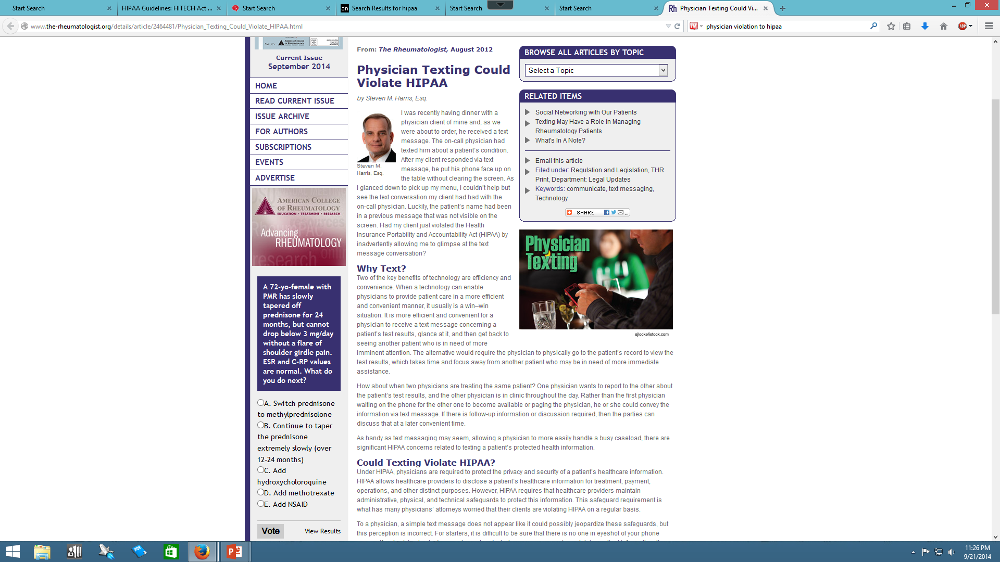 Start Search
HIPAA Guidelines: HITECH Act ...
Start Search
an Search Results for hipaa
Start Search
Start Search
Rh Physician Texting Could Vi...
www.the-rheumatologist.org/details/article/2464481/Physician_Texting_Could_Violate_HIPAA.html
physician violation to hipaa
ABP
WILEY
AMERICAN COLLEGE
OF RHEUMATOLOGY
Current Issue
September 2014
HOME
READ CURRENT ISSUE
ISSUE ARCHIVE
FOR AUTHORS
SUBSCRIPTIONS
EVENTS
ADVERTISE
AMERICAN COLLEGE
OF RHEUMATOLOGY
EDUCATION • TREATMENT • RESEARCH
resources
Advancing
RHEUMATOLOGY
research
A 72-yo-female with
PMR has slowly
tapered off
prednisone for 24
months, but cannot
drop below 3 mg/day
without a flare of
shoulder girdle pain.
ESR and C-RP values
are normal. What do
you do next?
A. Switch prednisone
to methylprednisolone
B. Continue to taper
the prednisone
extremely slowly (over
12-24 months)
C. Add
hydroxycholoroquine
D. Add methotrexate
E. Add NSAID
Vote
View Results
From: The Rheumatologist, August 2012
Physician Texting Could
Violate HIPAA
by Steven M. Harris, Esq.
Steven M.
Harris, Esq.
I was recently having dinner with a
physician client of mine and, as we
were about to order, he received a text
message. The on-call physician had
texted him about a patient's condition.
After my client responded via text
message, he put his phone face up on
the table without clearing the screen. As
I glanced down to pick up my menu, I couldn't help but
see the text conversation my client had had with the
on-call physician. Luckily, the patient's name had been
in a previous message that was not visible on the
screen. Had my client just violated the Health
Insurance Portability and Accountability Act (HIPAA) by
inadvertently allowing me to glimpse at the text
message conversation?
Why Text?
Two of the key benefits of technology are efficiency and
convenience. When a technology can enable
physicians to provide patient care in a more efficient
and convenient manner, it usually is a win–win
situation. It is more efficient and convenient for a
physician to receive a text message concerning a
patient's test results, glance at it, and then get back to
seeing another patient who is in need of more
imminent attention. The alternative would require the physician to physically go to the patient's record to view the
test results, which takes time and focus away from another patient who may be in need of more immediate
assistance.
How about when two physicians are treating the same patient? One physician wants to report to the other about
the patient's test results, and the other physician is in clinic throughout the day. Rather than the first physician
waiting on the phone for the other one to become available or paging the physician, he or she could convey the
information via text message. If there is follow-up information or discussion required, then the parties can
discuss that at a later convenient time.
As handy as text messaging may seem, allowing a physician to more easily handle a busy caseload, there are
significant HIPAA concerns related to texting a patient's protected health information.
Could Texting Violate HIPAA?
Under HIPAA, physicians are required to protect the privacy and security of a patient's healthcare information.
HIPAA allows healthcare providers to disclose a patient's healthcare information for treatment, payment,
operations, and other distinct purposes. However, HIPAA requires that healthcare providers maintain
administrative, physical, and technical safeguards to protect this information. This safeguard requirement is
what has many physicians' attorneys worried that their clients are violating HIPAA on a regular basis.
To a physician, a simple text message does not appear like it could possibly jeopardize these safeguards, but
this perception is incorrect. For starters, it is difficult to be sure that there is no one in eyeshot of your phone
BROWSE ALL ARTICLES BY TOPIC
Select a Topic
RELATED ITEMS
Social Networking with Our Patients
Texting May Have a Role in Managing
Rheumatology Patients
What's In A Note?
Email this article
Filed under: Regulation and Legislation, THR
Print, Department: Legal Updates
Keywords: communicate, text messaging,
Technology
SHARE ...
Physician
Texting
sjlocke/istock.com
11:26 PM
9/21/2014